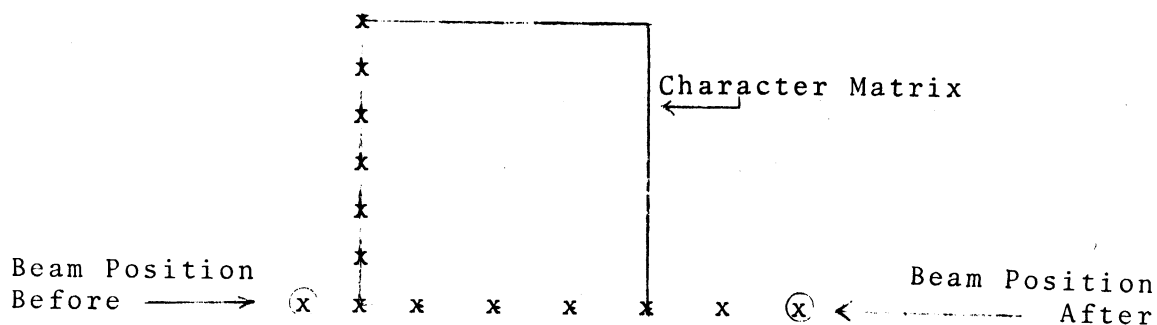 x
x
Character Matrix
x
x
x
x
Beam Position
Before
x x x x x x x x
Beam Position
After